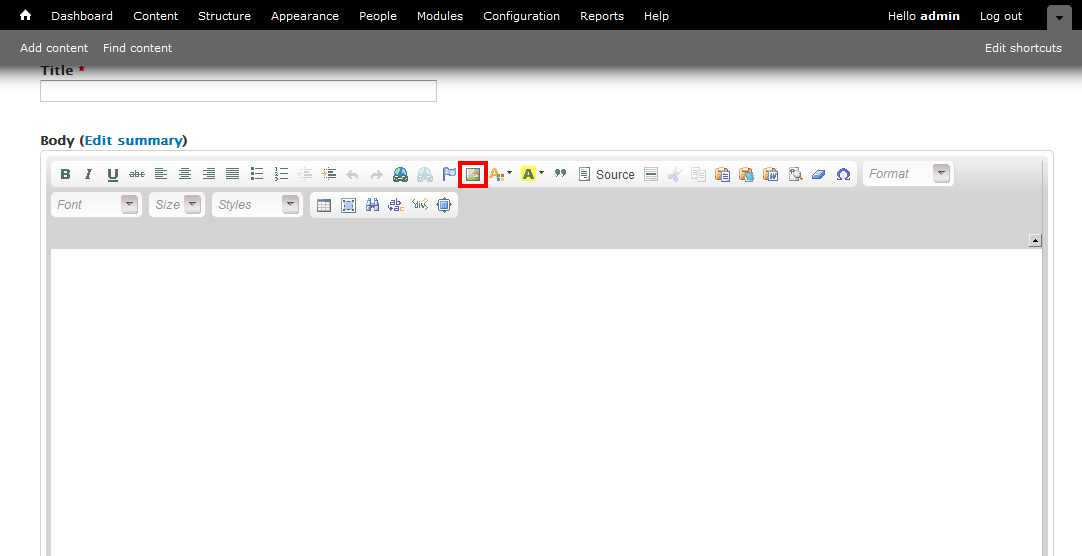 Dashboard Content Structure Appearance People Modules Configuration Reports Help Hello admin Log out
Add content Find content Edit shortcuts
Title *
Body (Edit summary)
B I U abc A A Source Format
Font Size Styles